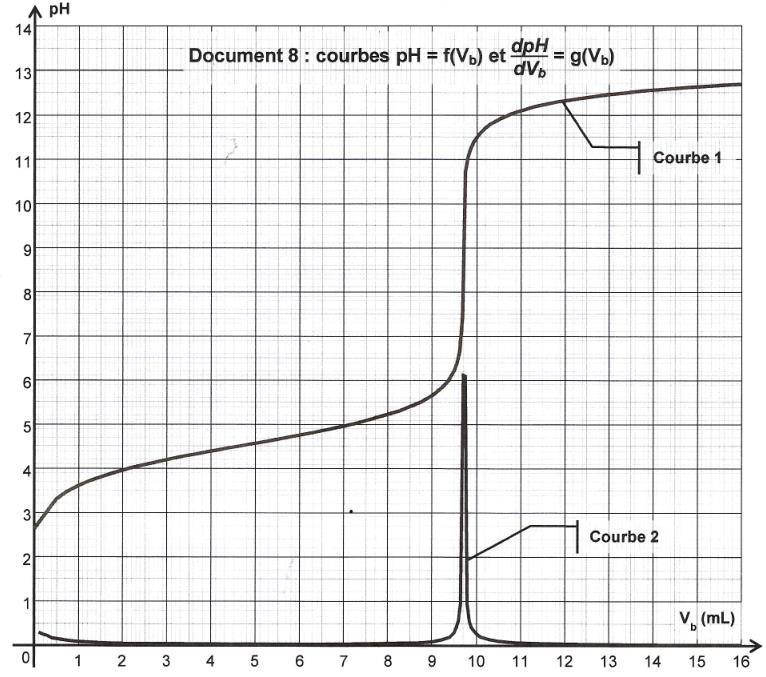 pH
14
Document 8 : courbes pH = f(V_b) et dpH/dV_b = g(V_b)
13
12
11
Courbe 1
10
9
8
7
6
5
4
3
Courbe 2
2
1
V_b (mL)
0 1 2 3 4 5 6 7 8 9 10 11 12 13 14 15 16